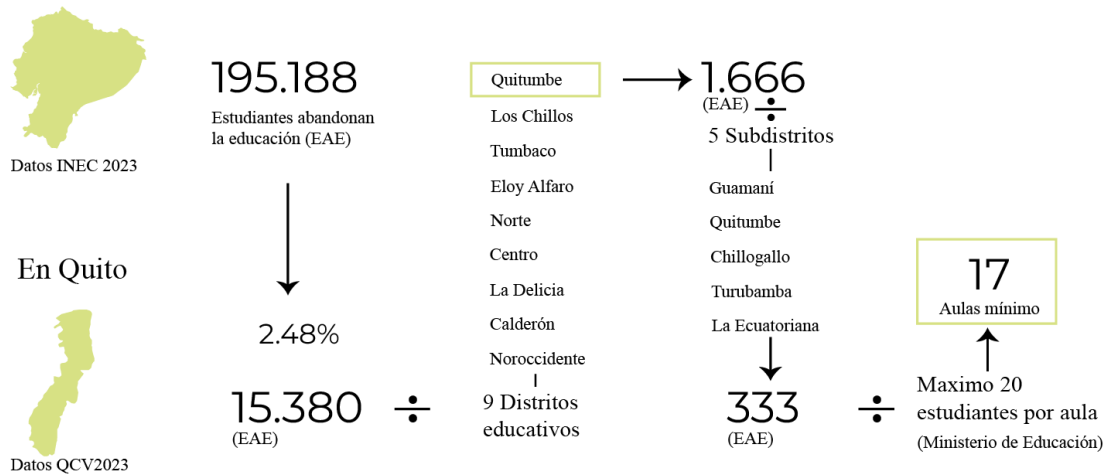 Datos INEC 2023
En Quito
Datos QCV2023
195.188
Estudiantes abandonan
la educación (EAE)
2.48%
15.380
(EAE)
÷
Quitumbe
Los Chillos
Tumbaco
Eloy Alfaro
Norte
Centro
La Delicia
Calderón
Noroccidente
9 Distritos
educativos
1.666
(EAE)
÷
5 Subdistritos
Guamaní
Quitumbe
Chillogallo
Turubamba
La Ecuatoriana
333
(EAE)
÷
17
Aulas mínimo
Maximo 20
estudiantes por aula
(Ministerio de Educación)